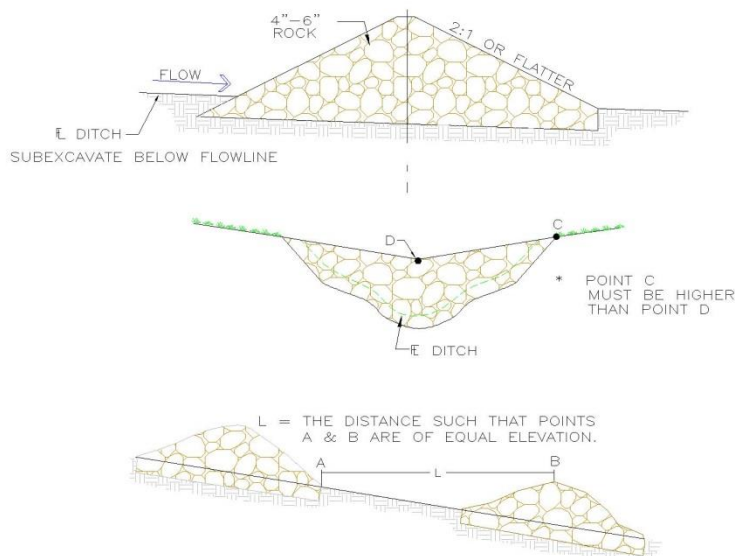 4"-6"
ROCK
2:1 OR FLATTER
FLOW
℄ DITCH
SUBEXCAVATE BELOW FLOWLINE
D
C
* POINT C
MUST BE HIGHER
THAN POINT D
℄ DITCH
L = THE DISTANCE SUCH THAT POINTS
A & B ARE OF EQUAL ELEVATION.
A
L
B